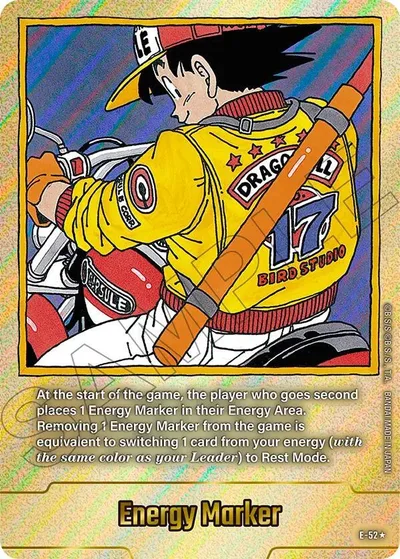 DRAGON BALL
17
BIRD STUDIO
CAPSULE
SAMPLE
At the start of the game, the player who goes second
places 1 Energy Marker in their Energy Area.
Removing 1 Energy Marker from the game is
equivalent to switching 1 card from your energy (with
the same color as your Leader) to Rest Mode.
BANDAI MADE IN JAPAN
Energy Marker
E-52★